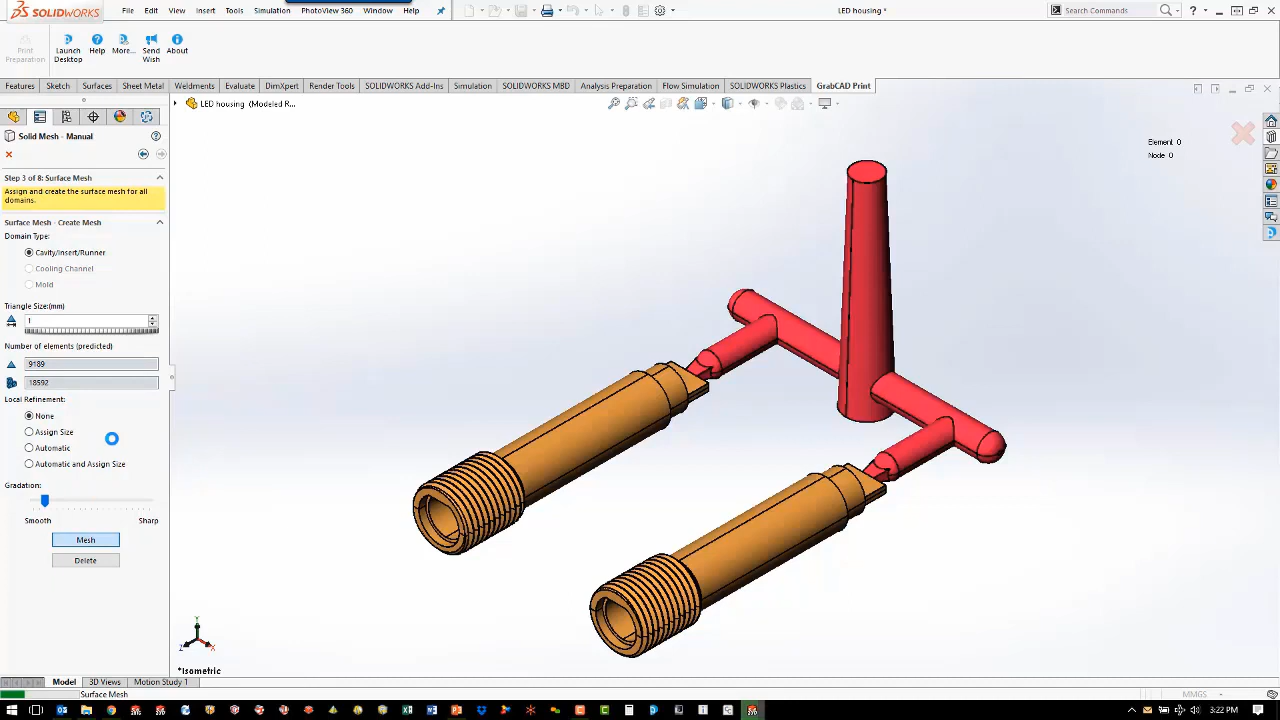 SOLIDWORKS
File Edit View Insert Tools Simulation PhotoView 360 Window Help
LED housing *
Search Commands
Print Preparation
Launch Desktop
Help
More...
Send Wish
About
Features Sketch Surfaces Sheet Metal Weldments Evaluate DimXpert Render Tools SOLIDWORKS Add-Ins Simulation SOLIDWORKS MBD Analysis Preparation Flow Simulation SOLIDWORKS Plastics GrabCAD Print
LED housing (Modeled R...
Solid Mesh - Manual
Element 0
Node 0
Step 3 of 8: Surface Mesh
Assign and create the surface mesh for all
domains.
Surface Mesh - Create Mesh
Domain Type:
Cavity/Insert/Runner
Cooling Channel
Mold
Triangle Size:(mm)
1
Number of elements (predicted)
9189
18592
Local Refinement:
None
Assign Size
Automatic
Automatic and Assign Size
Gradation:
Smooth Sharp
Mesh
Delete
Y
Z X
*Isometric
Model 3D Views Motion Study 1
Surface Mesh
MMGS
3:22 PM